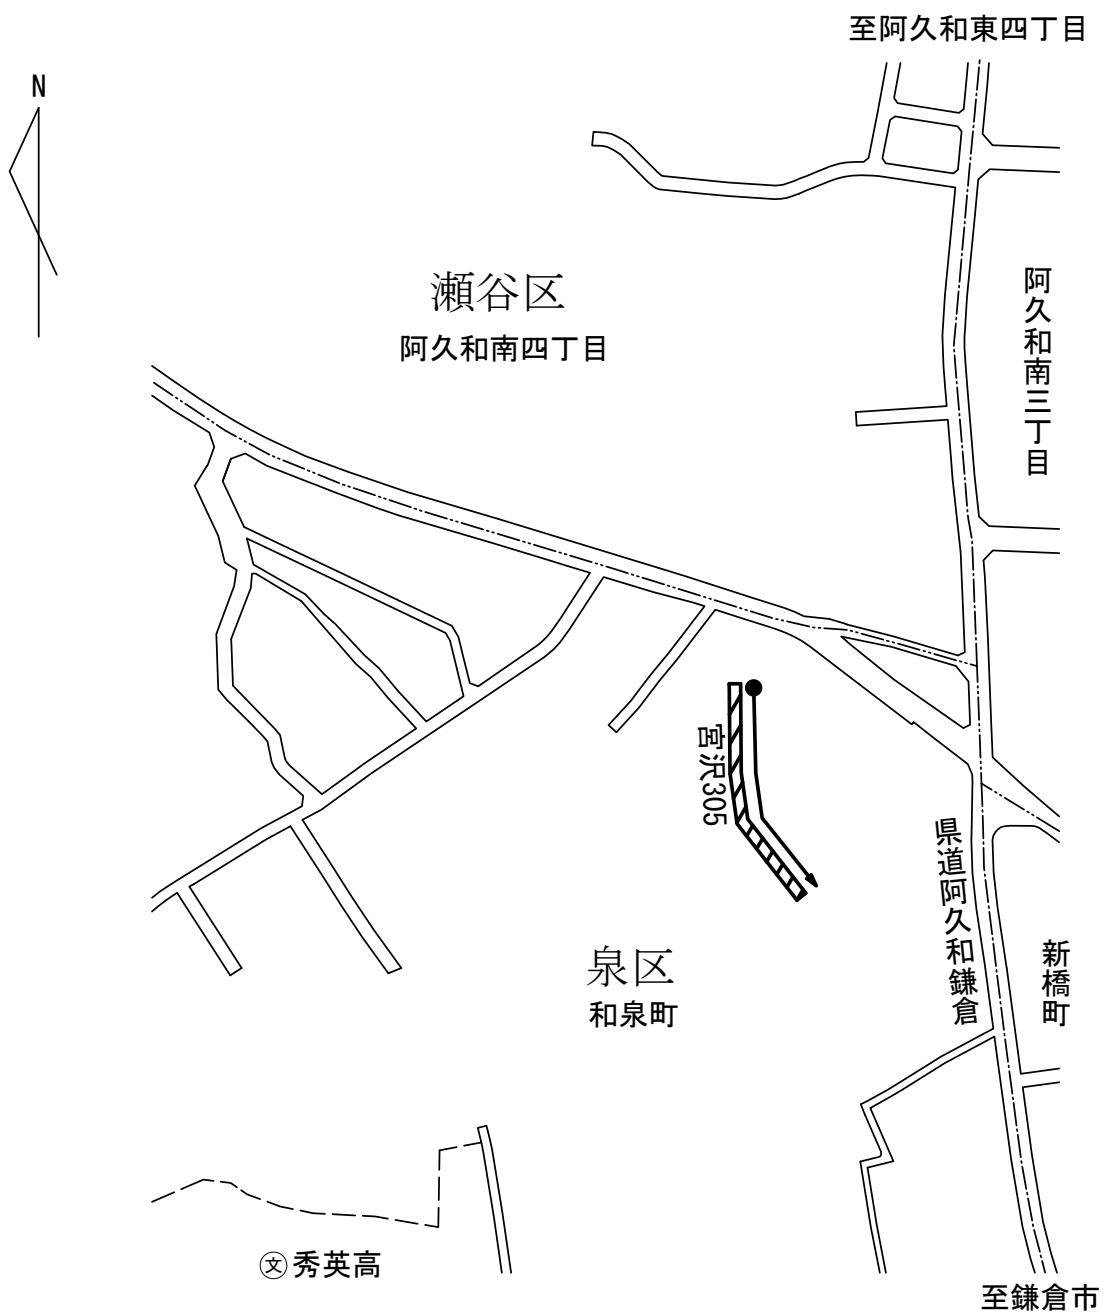 至阿久和東四丁目
N
瀬谷区
阿久和南四丁目
阿久和南三丁目
宮沢305
県道阿久和鎌倉
泉区
和泉町
新橋町
文秀英高
至鎌倉市